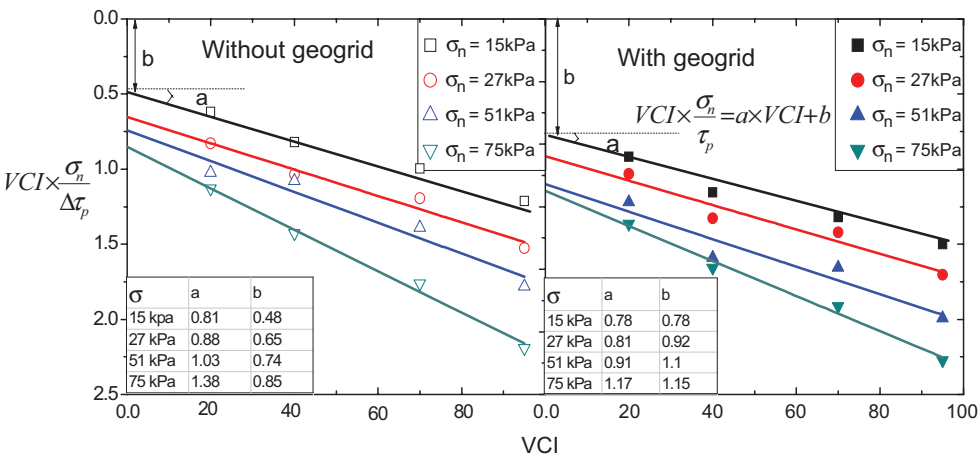 0.0
0.5
1.0
1.5
2.0
2.5
VCI×σn/Δτp
b
Without geogrid
a
σn = 15kPa
σn = 27kPa
σn = 51kPa
σn = 75kPa
σ a b
15 kpa 0.81 0.48
27 kPa 0.88 0.65
51 kPa 1.03 0.74
75 kPa 1.38 0.85
b
With geogrid
σn = 15kPa
σn = 27kPa
σn = 51kPa
σn = 75kPa
VCI×σn/τp=a×VCI+b
a
σ a b
15 kPa 0.78 0.78
27 kPa 0.81 0.92
51 kPa 0.91 1.1
75 kPa 1.17 1.15
0.0 20 40 60 80 0.0 20 40 60 80 100
VCI